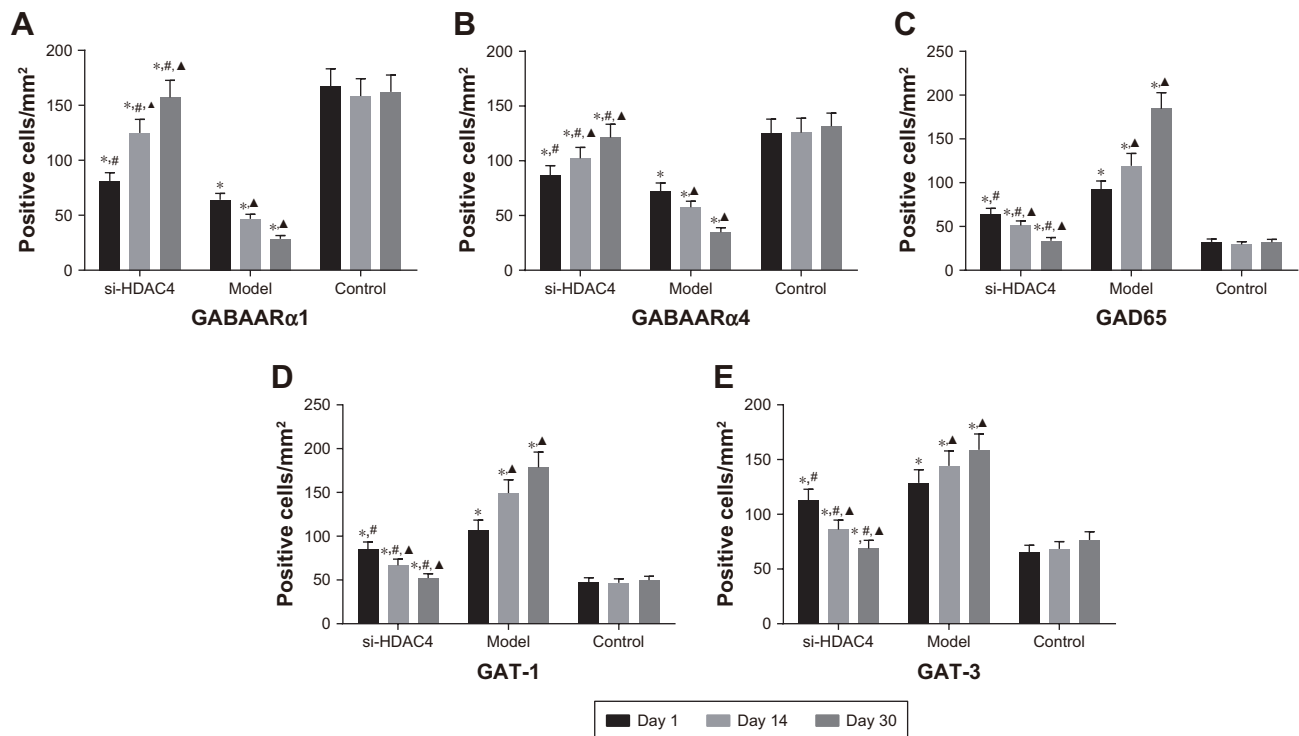 A
Positive cells/mm²
200
150
100
50
0
*,#
*,#,▲
*,#,▲
*
*,▲
*,▲
si-HDAC4 Model Control
GABAARα1
B
Positive cells/mm²
200
150
100
50
0
*,#
*,#,▲
*,#,▲
*
*,▲
*,▲
si-HDAC4 Model Control
GABAARα4
C
Positive cells/mm²
250
200
150
100
50
0
*,#
*,#,▲
*,#,▲
*
*,▲
*,▲
si-HDAC4 Model Control
GAD65
D
Positive cells/mm²
250
200
150
100
50
0
*,#
*,#,▲
*,#,▲
*
*,▲
*,▲
si-HDAC4 Model Control
GAT-1
E
Positive cells/mm²
200
150
100
50
0
*,#
*,#,▲
*,#,▲
*
*,▲
*,▲
si-HDAC4 Model Control
GAT-3
Day 1 Day 14 Day 30